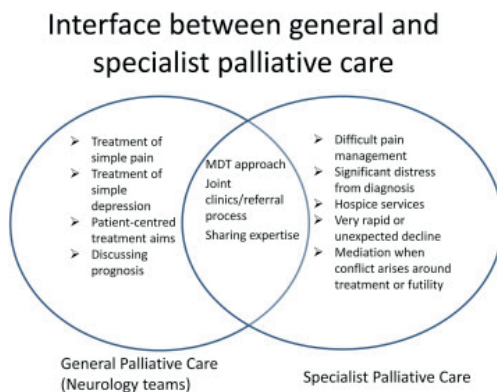 Interface between general and
specialist palliative care
➢ Treatment of
simple pain
➢ Treatment of
simple
depression
➢ Patient-centred
treatment aims
➢ Discussing
prognosis
MDT approach
Joint
clinics/referral
process
Sharing expertise
➢ Difficult pain
management
➢ Significant distress
from diagnosis
➢ Hospice services
➢ Very rapid or
unexpected decline
➢ Mediation when
conflict arises around
treatment or futility
General Palliative Care
(Neurology teams)
Specialist Palliative Care